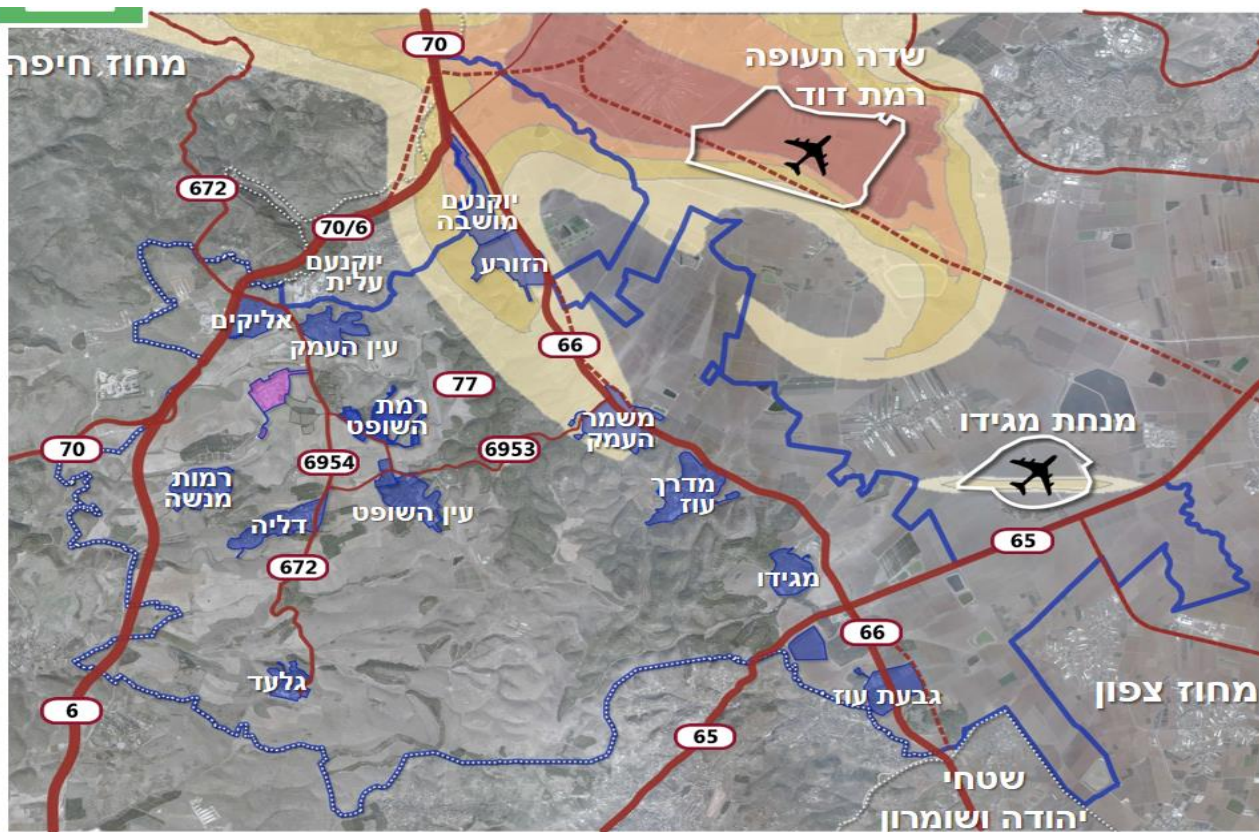 70
שדה תעופה
רמת דוד
מחוז חיפה
672
70/6
יוקנעם
מושבה
יוקנעם
עלית
הזורע
אליקים
עין העמק
66
77
רמת
השופט
משמר
העמק
מנחת מגידו
70
6954
6953
רמות
מנשה
דליה
עין השופט
מדרך
עוז
65
672
מגידו
66
גלעד
גבעת עוז
מחוז צפון
6
65
שטחי
יהודה ושומרון